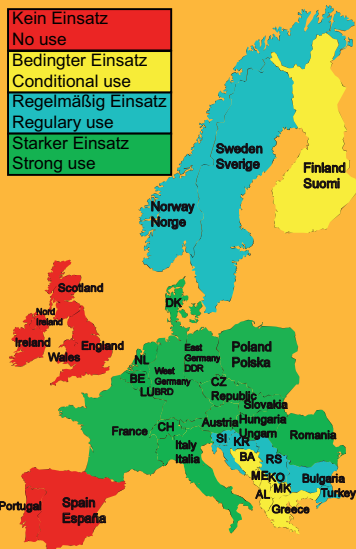 Kein Einsatz
No use
Bedingter Einsatz
Conditional use
Regelmäßig Einsatz
Regulary use
Starker Einsatz
Strong use
Sweden
Sverige
Finland
Suomi
Norway
Norge
Scotland
Nord
Ireland
Ireland
England
Wales
DK
NL
BE
LU
West
Germany
BRD
East
Germany
DDR
Poland
Polska
CZ
Republic
Slovakia
France
CH
Austria
Hungaria
Ungarn
Romania
Italy
Italia
SI
KR
BA
RS
ME
KO
MK
AL
Bulgaria
Turkey
Greece
Portugal
Spain
España